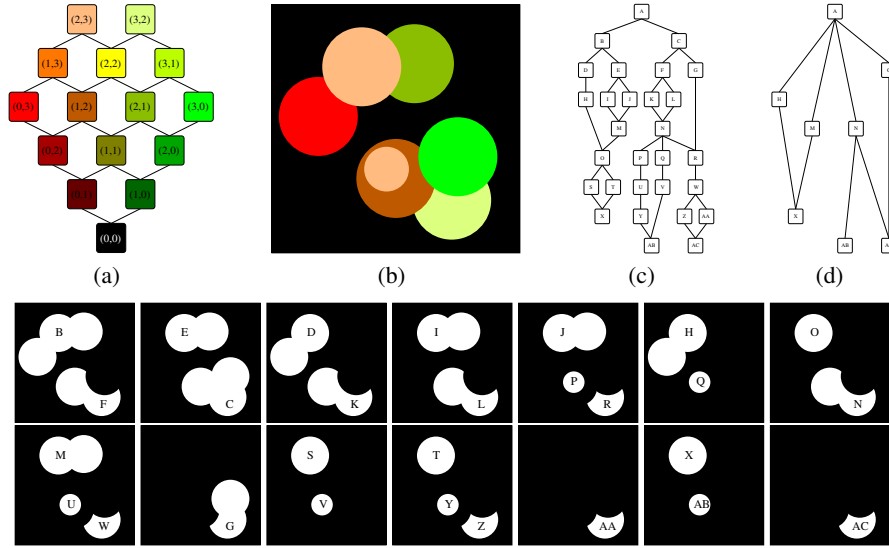 (2,3) (3,2)
(1,3) (2,2) (3,1)
(0,3) (1,2) (2,1) (3,0)
(0,2) (1,1) (2,0)
(0,1) (1,0)
(0,0)
(a)
(b)
A
B C
D E F G
H I J K L
M N
O P Q R
S T U V W
X Y Z AA
AB AC
(c)
A
H
M N
X AB
(d)
B F
E C
D K
I L
J P R
H Q
O N
M U W
G
S V
T Y Z
AA
X AB
AC